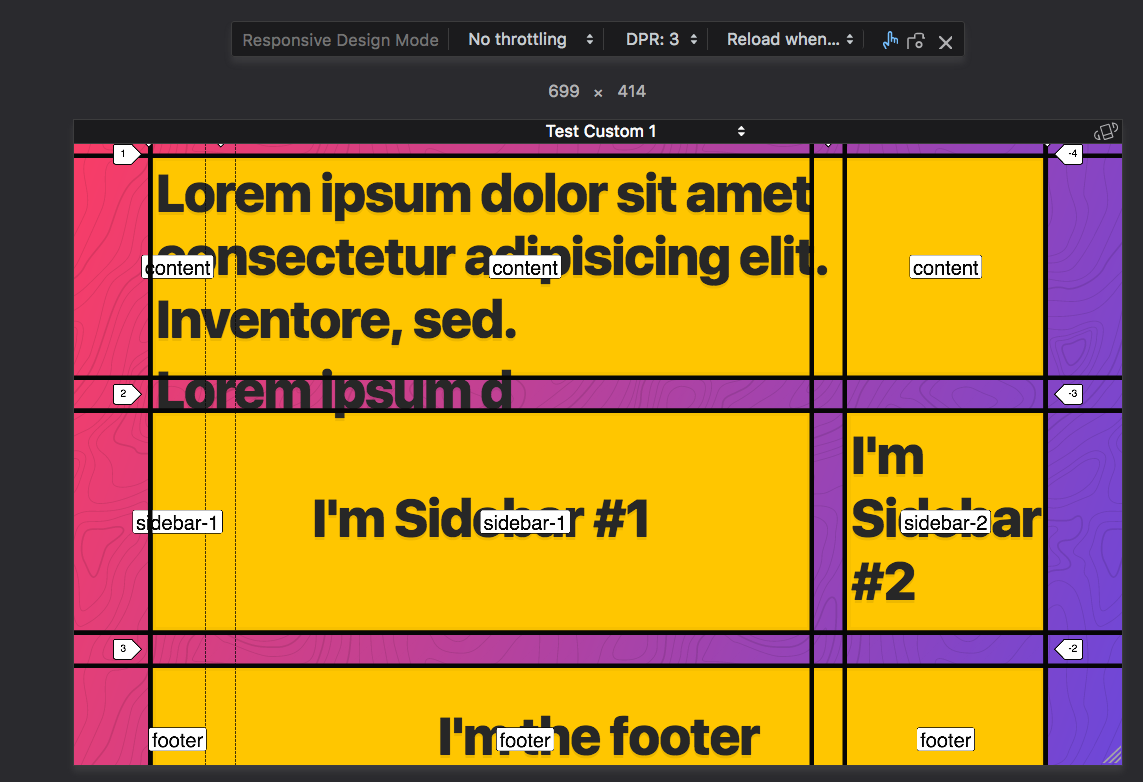 Responsive Design Mode No throttling DPR: 3 Reload when...
699 × 414
Test Custom 1
1 -4
Lorem ipsum dolor sit amet
consectetur adipisicing elit.
content content content
Inventore, sed.
Lorem ipsum d
2 -3
I'm
I'm Sidebar #1 Sidebar
sidebar-1 sidebar-1 sidebar-2
#2
3 -2
I'm the footer
footer footer footer